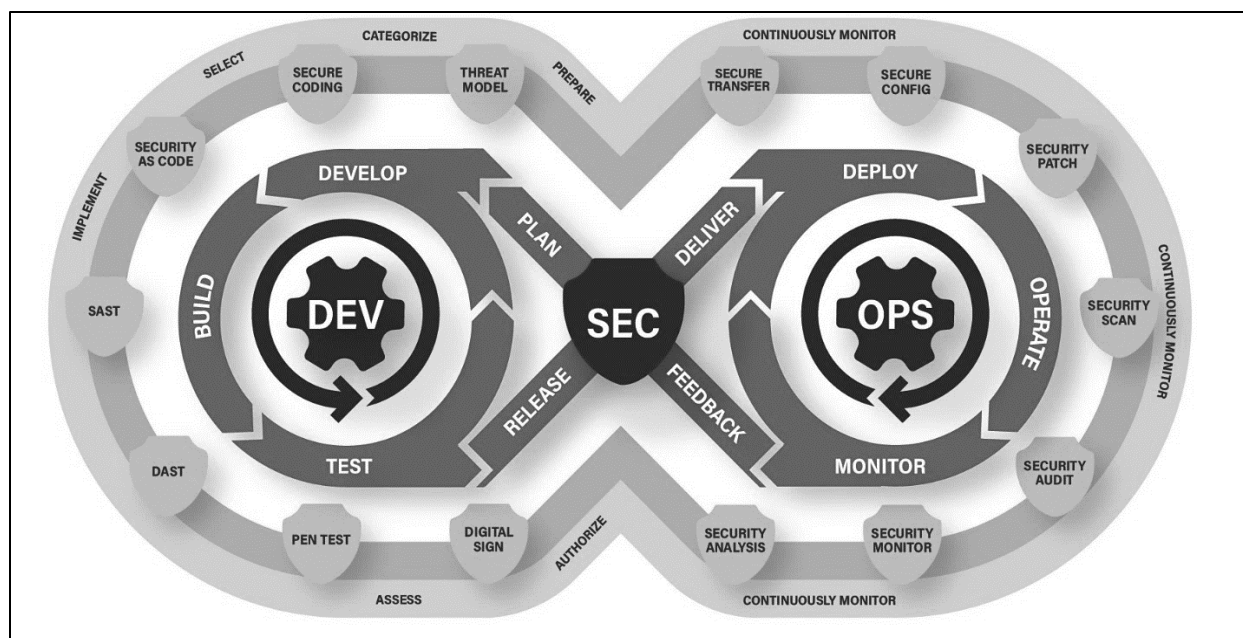 CATEGORIZE
SELECT
PREPARE
IMPLEMENT
SECURE
CODING
THREAT
MODEL
SECURITY
AS CODE
SAST
DAST
PEN TEST
DIGITAL
SIGN
ASSESS
AUTHORIZE
DEVELOP
PLAN
BUILD
DEV
TEST
RELEASE
SEC
CONTINUOUSLY MONITOR
SECURE
TRANSFER
SECURE
CONFIG
SECURITY
PATCH
SECURITY
SCAN
CONTINUOUSLY MONITOR
SECURITY
AUDIT
SECURITY
MONITOR
SECURITY
ANALYSIS
CONTINUOUSLY MONITOR
DELIVER
DEPLOY
OPERATE
OPS
MONITOR
FEEDBACK